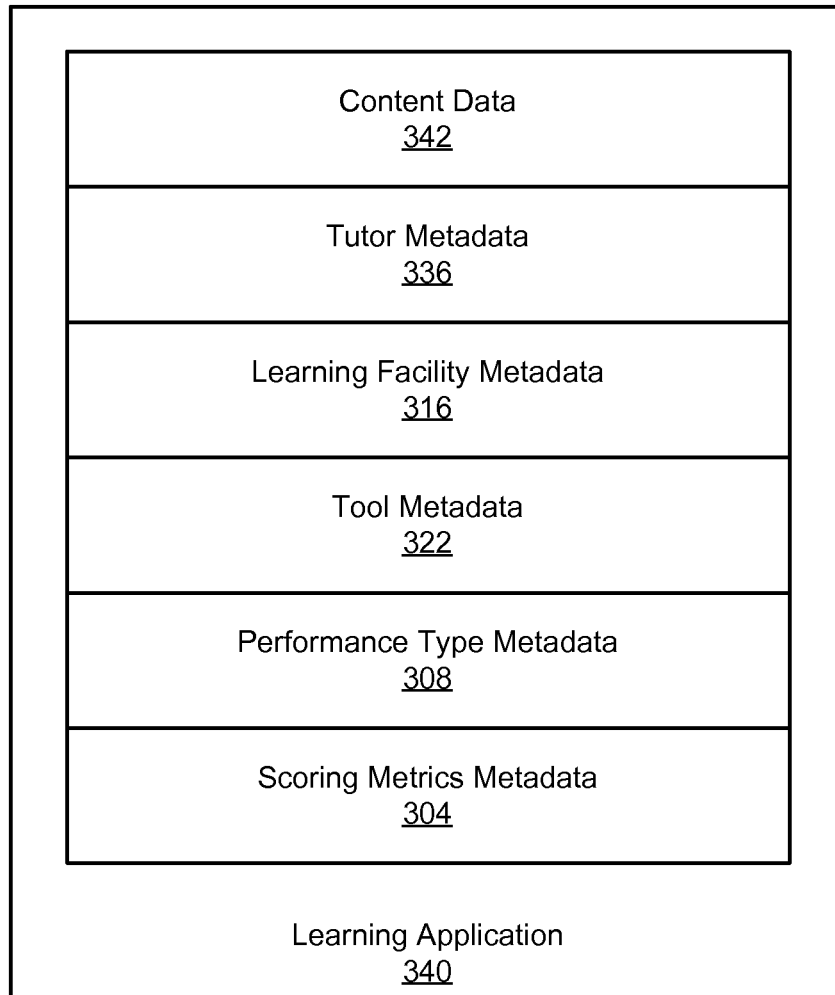 Content Data
342
Tutor Metadata
336
Learning Facility Metadata
316
Tool Metadata
322
Performance Type Metadata
308
Scoring Metrics Metadata
304
Learning Application
340